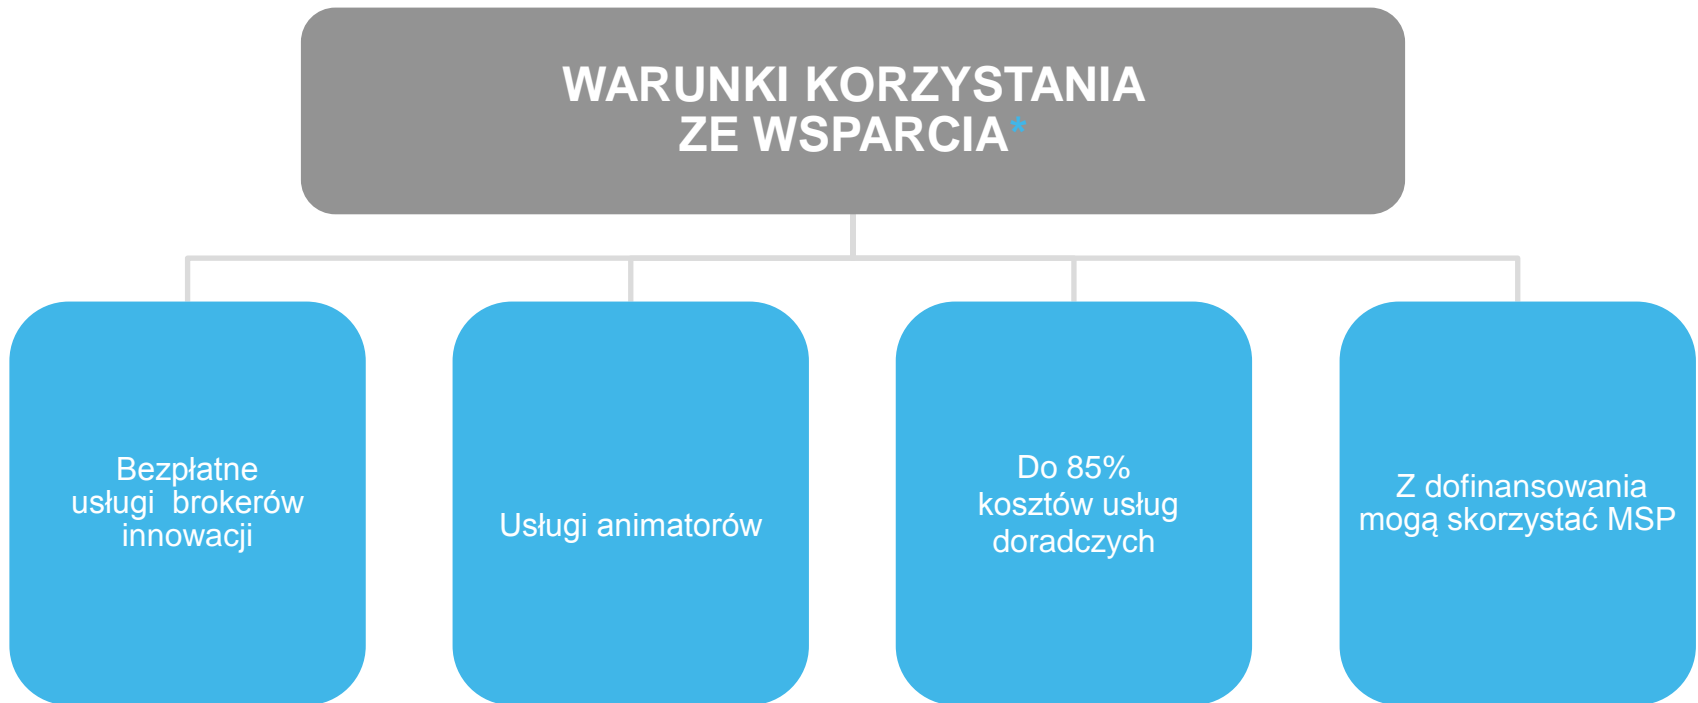 WARUNKI KORZYSTANIA
ZE WSPARCIA*
Bezpłatne
usługi brokerów
innowacji
Usługi animatorów
Do 85%
kosztów usług
doradczych
Z dofinansowania
mogą skorzystać MSP